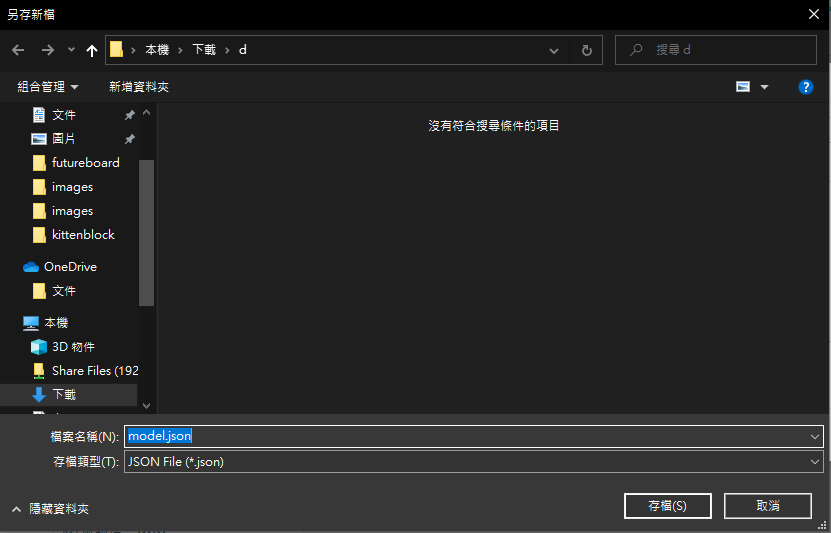 另存新檔
本機 > 下載 > d
搜尋 d
組合管理
新增資料夾
文件
圖片
futureboard
images
images
kittenblock
OneDrive
文件
本機
3D 物件
Share Files (192
下載
沒有符合搜尋條件的項目
檔案名稱(N): model.json
存檔類型(T): JSON File (*.json)
隱藏資料夾
存檔(S)
取消